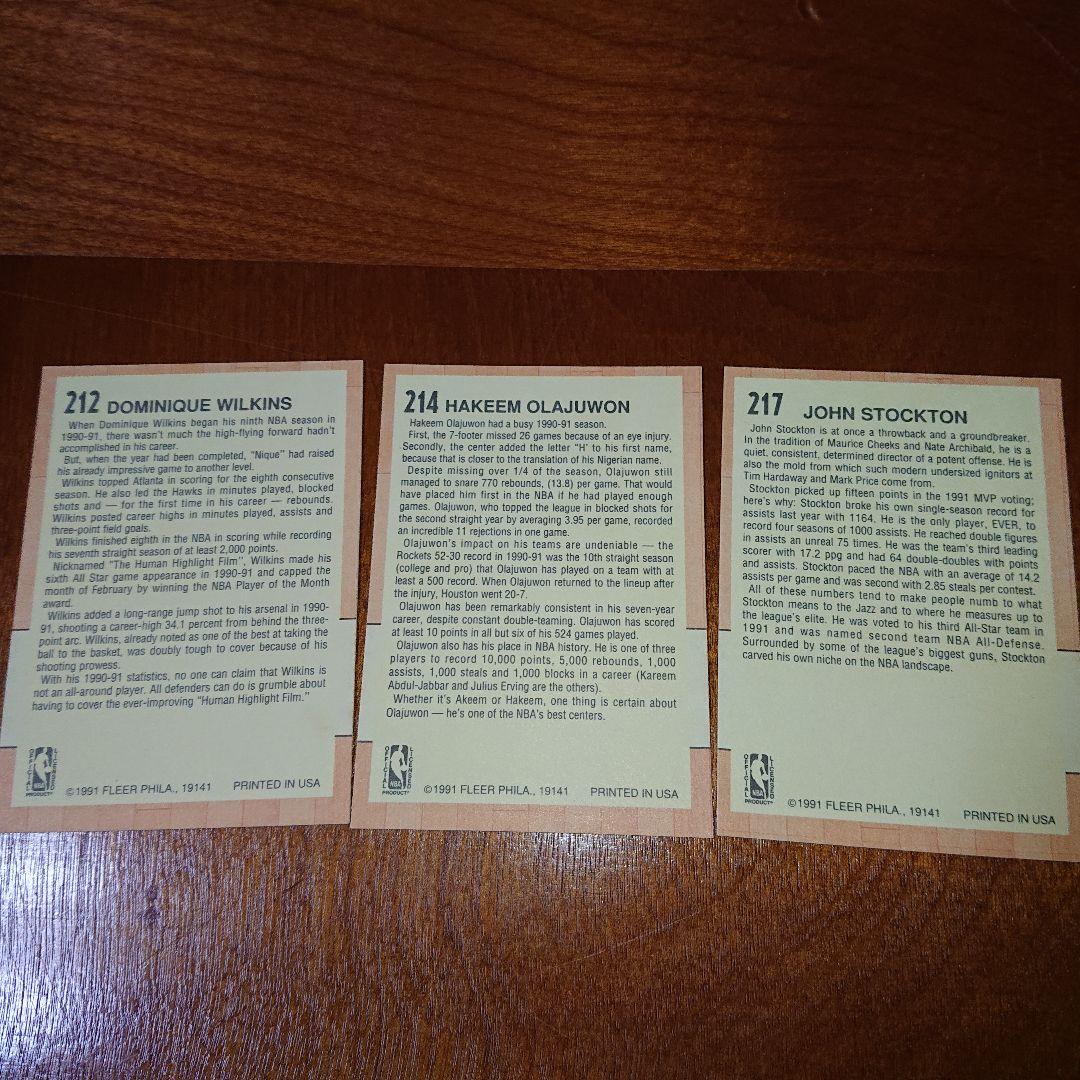 212 DOMINIQUE WILKINS
When Dominique Wilkins began his ninth NBA season in
1990-91, there wasn't much the high-flying forward hadn't
accomplished in his career.
But, when the year had been completed, "Nique" had raised
his already impressive game to another level.
Wilkins topped Atlanta in scoring for the eighth consecutive
season. He also led the Hawks in minutes played, blocked
shots and — for the first time in his career — rebounds.
Wilkins posted career highs in minutes played, assists and
three-point field goals.
Wilkins finished eighth in the NBA in scoring while recording
his seventh straight season of at least 2,000 points.
Nicknamed "The Human Highlight Film", Wilkins made his
sixth All Star game appearance in 1990-91 and capped the
month of February by winning the NBA Player of the Month
award.
Wilkins added a long-range jump shot to his arsenal in 1990-
91, shooting a career-high 34.1 percent from behind the three-
point arc. Wilkins, already noted as one of the best at taking the
ball to the basket, was doubly tough to cover because of his
shooting prowess.
With his 1990-91 statistics, no one can claim that Wilkins is
not an all-around player. All defenders can do is grumble about
having to cover the ever-improving "Human Highlight Film."
OFFICIAL LICENSED
NBA
PRODUCT
©1991 FLEER PHILA., 19141 PRINTED IN USA
214 HAKEEM OLAJUWON
Hakeem Olajuwon had a busy 1990-91 season.
First, the 7-footer missed 26 games because of an eye injury.
Secondly, the center added the letter "H" to his first name,
because that is closer to the translation of his Nigerian name.
Despite missing over 1/4 of the season, Olajuwon still
managed to snare 770 rebounds, (13.8) per game. That would
have placed him first in the NBA if he had played enough
games. Olajuwon, who topped the league in blocked shots for
the second straight year by averaging 3.95 per game, recorded
an incredible 11 rejections in one game.
Olajuwon's impact on his teams are undeniable — the
Rockets 52-30 record in 1990-91 was the 10th straight season
(college and pro) that Olajuwon has played on a team with at
least a 500 record. When Olajuwon returned to the lineup after
the injury, Houston went 20-7.
Olajuwon has been remarkably consistent in his seven-year
career, despite constant double-teaming. Olajuwon has scored
at least 10 points in all but six of his 524 games played.
Olajuwon also has his place in NBA history. He is one of three
players to record 10,000 points, 5,000 rebounds, 1,000
assists, 1,000 steals and 1,000 blocks in a career (Kareem
Abdul-Jabbar and Julius Erving are the others).
Whether it's Akeem or Hakeem, one thing is certain about
Olajuwon — he's one of the NBA's best centers.
OFFICIAL LICENSED
NBA
PRODUCT
©1991 FLEER PHILA., 19141 PRINTED IN USA
217 JOHN STOCKTON
John Stockton is at once a throwback and a groundbreaker.
In the tradition of Maurice Cheeks and Nate Archibald, he is a
quiet, consistent, determined director of a potent offense. He is
also the mold from which such modern undersized ignitors as
Tim Hardaway and Mark Price come from.
Stockton picked up fifteen points in the 1991 MVP voting;
here's why: Stockton broke his own single-season record for
assists last year with 1164. He is the only player, EVER, to
record four seasons of 1000 assists. He reached double figures
in assists an unreal 75 times. He was the team's third leading
scorer with 17.2 ppg and had 64 double-doubles with points
and assists. Stockton paced the NBA with an average of 14.2
assists per game and was second with 2.85 steals per contest.
All of these numbers tend to make people numb to what
Stockton means to the Jazz and to where he measures up to
the league's elite. He was voted to his third All-Star team in
1991 and was named second team NBA All-Defense.
Surrounded by some of the league's biggest guns, Stockton
carved his own niche on the NBA landscape.
OFFICIAL LICENSED
NBA
PRODUCT
©1991 FLEER PHILA., 19141 PRINTED IN USA